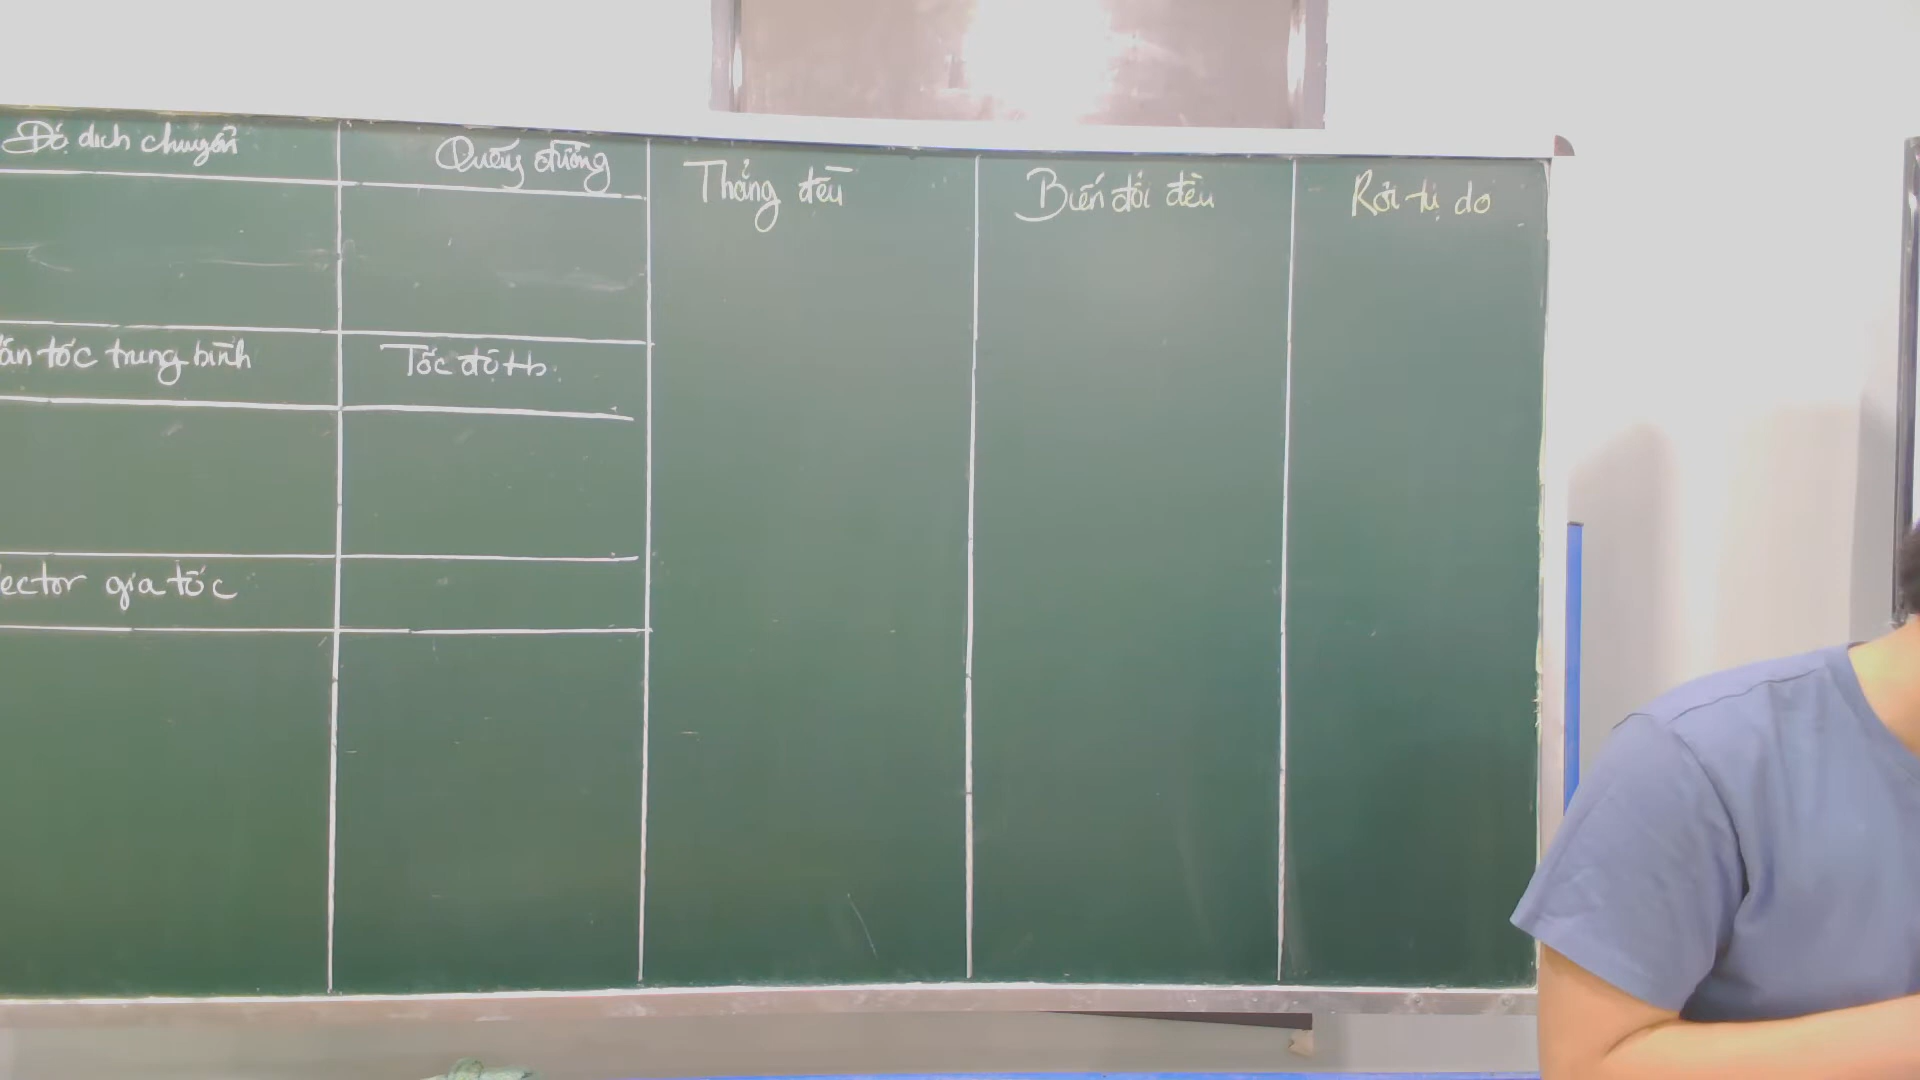 Độ dịch chuyển
Quãng đường
Thẳng đều
Biến đổi đều
Rơi tự do
ận tốc trung bình
Tốc độ tb
ector gia tốc